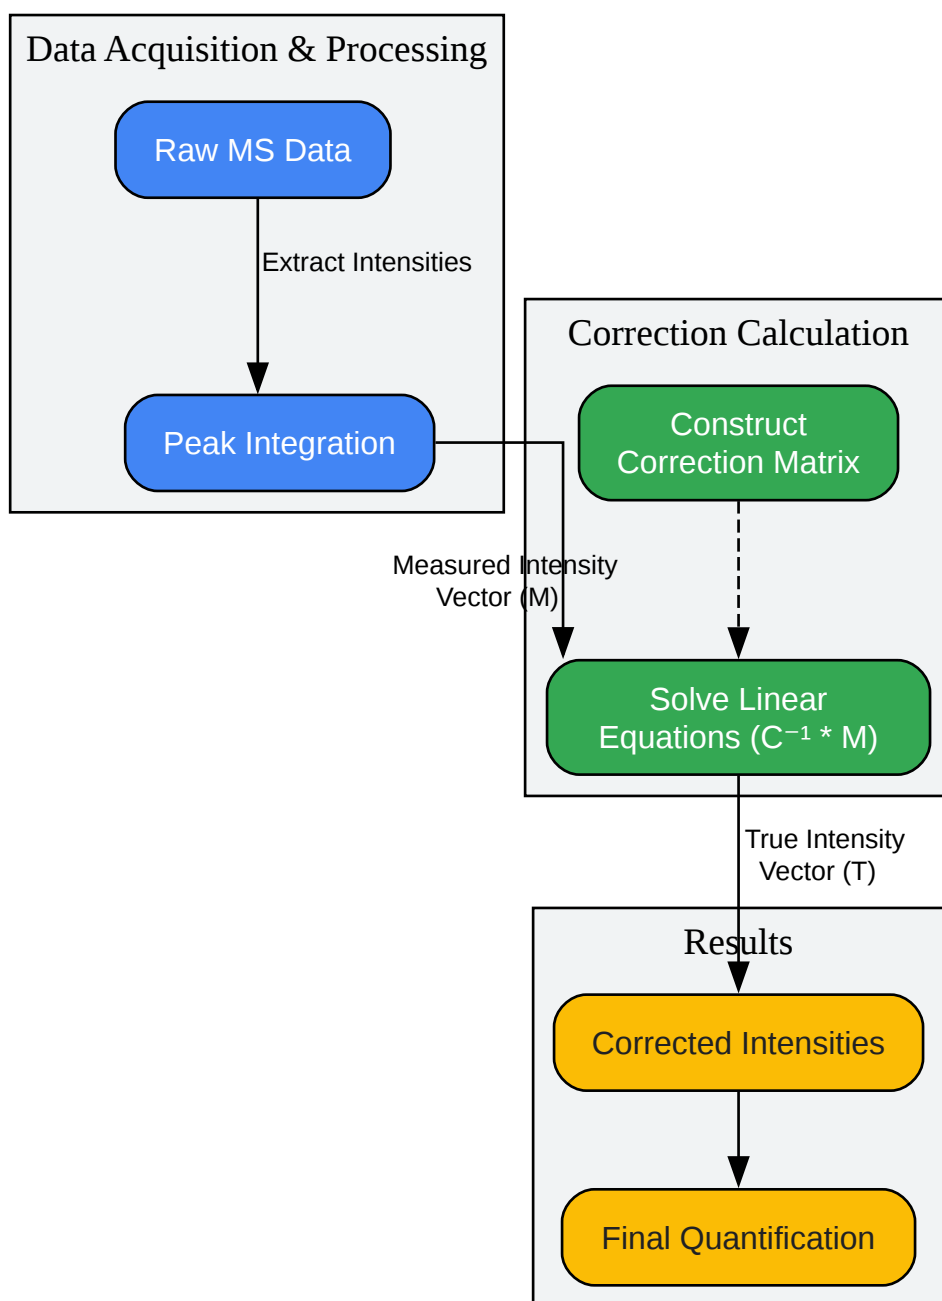 Data Acquisition & Processing
Raw MS Data
Extract Intensities
Peak Integration
Correction Calculation
Construct
Correction Matrix
Measured Intensity
Vector (M)
Solve Linear
Equations (C⁻¹ * M)
True Intensity
Vector (T)
Results
Corrected Intensities
Final Quantification